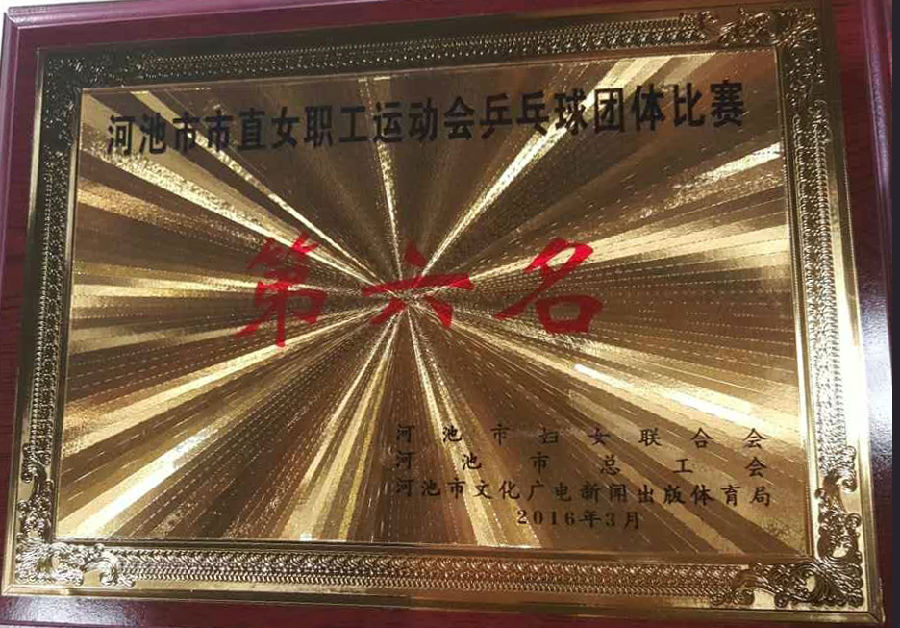 河池市市直女职工运动会乒乓球团体比赛
第六名
河池市妇女联合会
河池市总工会
河池市文化广电新闻出版体育局
2016年3月